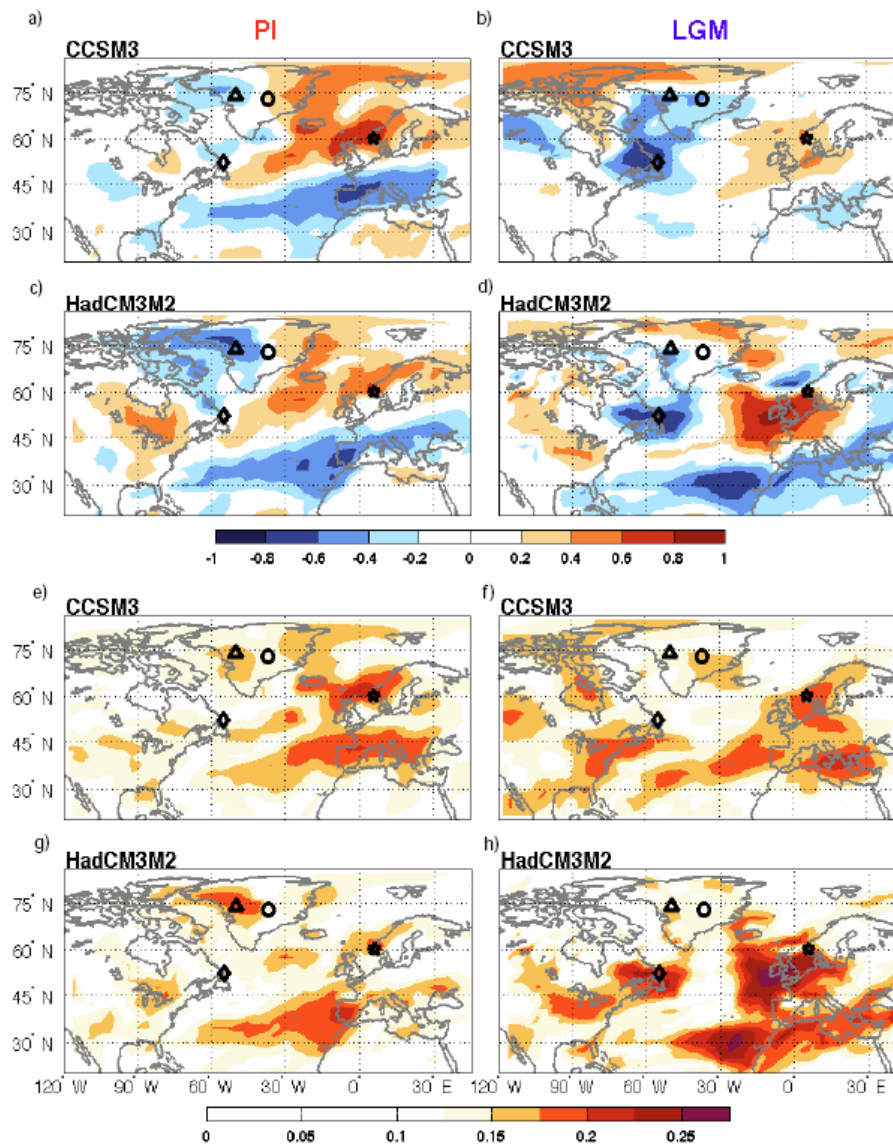 a) PI b) LGM
CCSM3 CCSM3
75° N
60° N
45° N
30° N
c) d)
HadCM3M2 HadCM3M2
75° N
60° N
45° N
30° N
-1 -0.8 -0.6 -0.4 -0.2 0 0.2 0.4 0.6 0.8 1
e) f)
CCSM3 CCSM3
75° N
60° N
45° N
30° N
g) h)
HadCM3M2 HadCM3M2
75° N
60° N
45° N
30° N
120° W 90° W 60° W 30° W 0° 30° E 120° W 90° W 60° W 30° W 0° 30° E
0 0.05 0.1 0.15 0.2 0.25